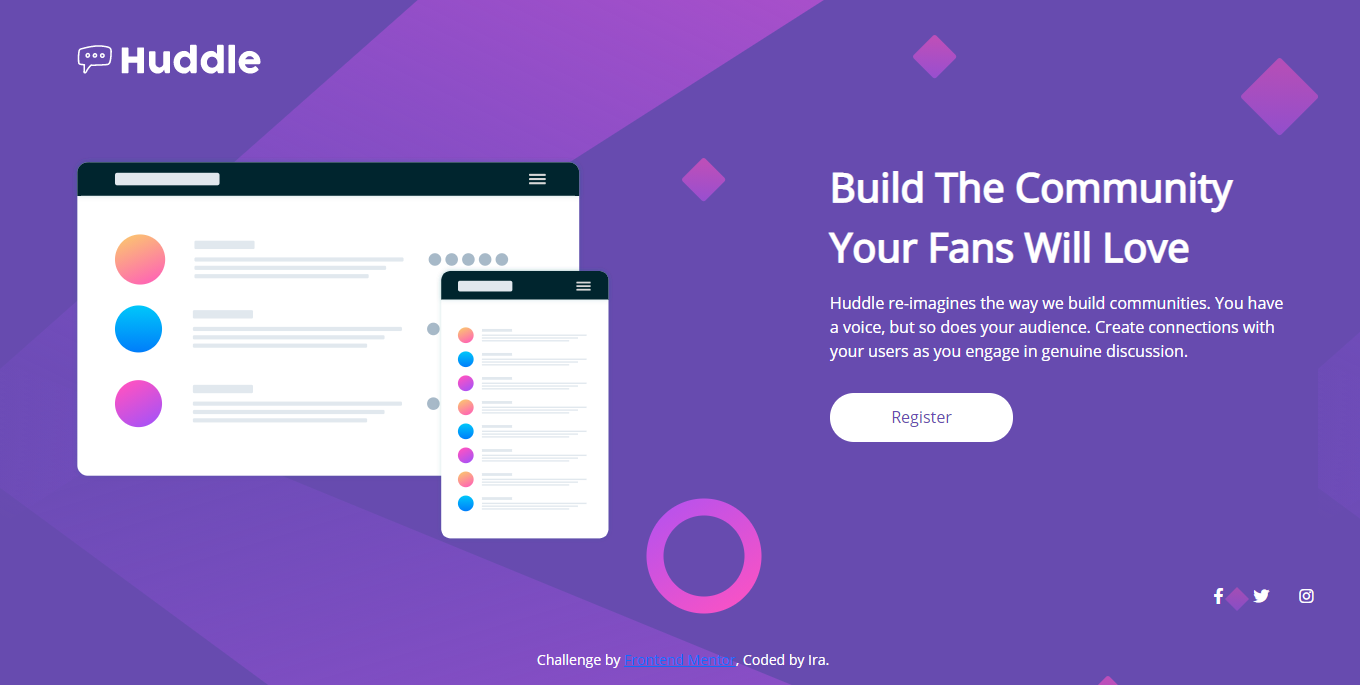 Huddle
Build The Community
Your Fans Will Love
Huddle re-imagines the way we build communities. You have
a voice, but so does your audience. Create connections with
your users as you engage in genuine discussion.
Register
Challenge by Frontend Mentor, Coded by Ira.